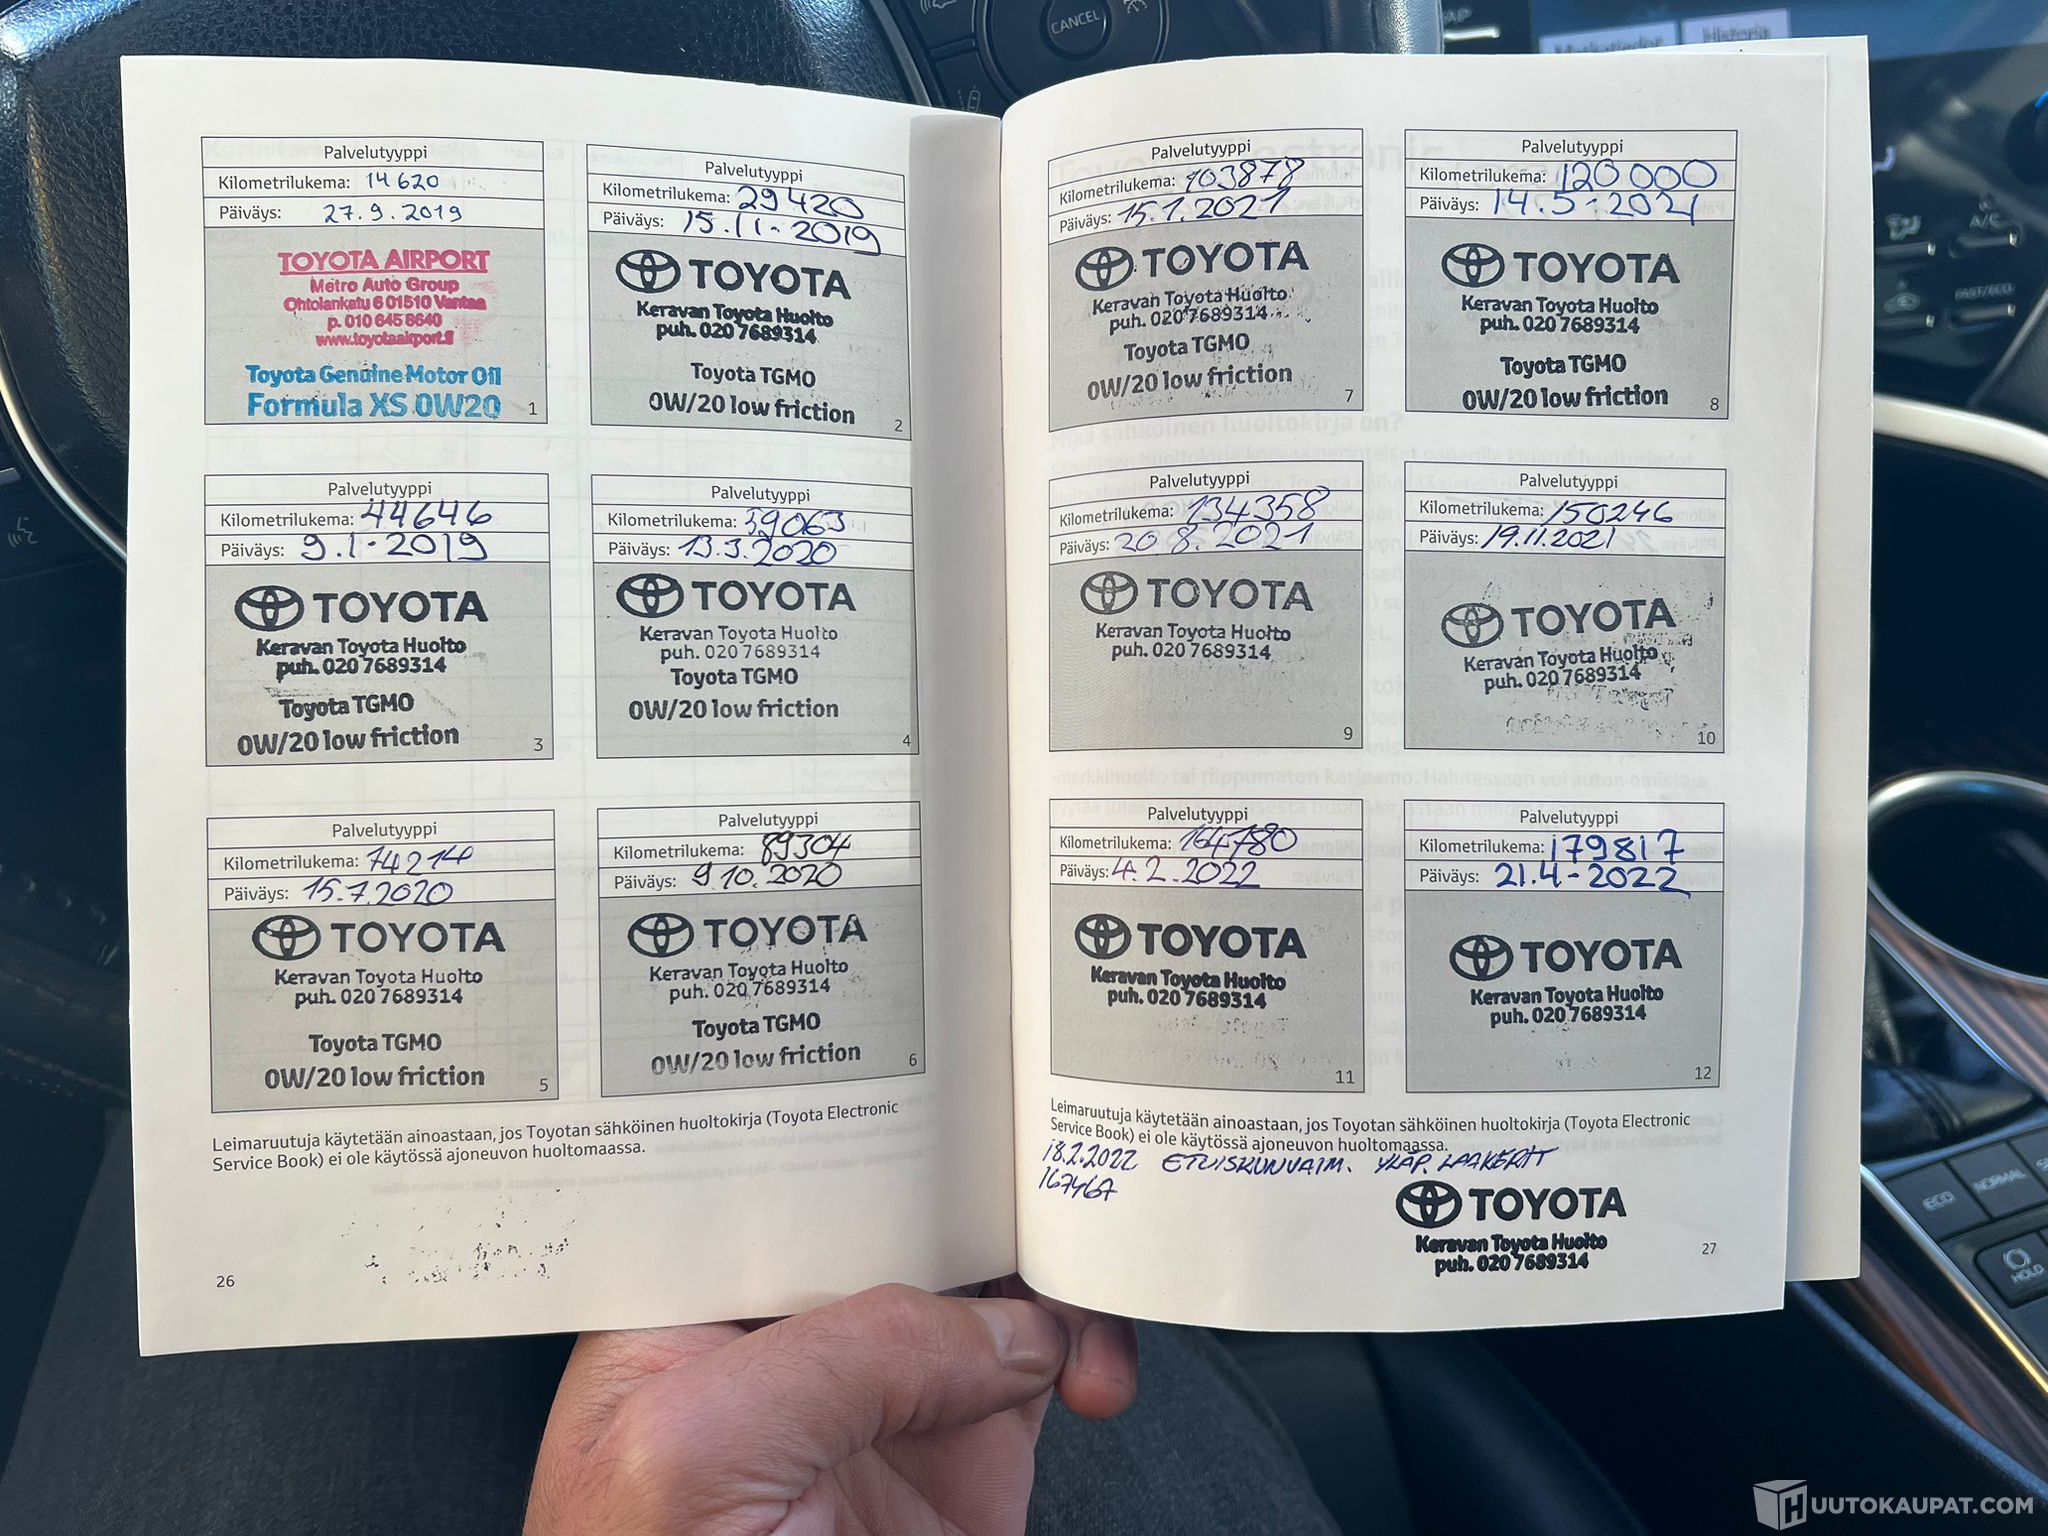 CANCEL
Historia
Palvelutyyppi
Kilometrilukema: 14620
Päiväys: 27.9.2019
TOYOTA AIRPORT
Metro Auto Group
Ohtolankatu 6 01510 Vantaa
p. 010 645 8640
www.toyotaairport.fi
Toyota Genuine Motor Oil
Formula XS 0W20
1
Palvelutyyppi
Kilometrilukema: 29420
Päiväys: 15.11-2019
TOYOTA
Keravan Toyota Huolto
puh. 020 7689314
Toyota TGMO
0W/20 low friction
2
Palvelutyyppi
Kilometrilukema: 44646
Päiväys: 9.1-2019
TOYOTA
Keravan Toyota Huolto
puh. 020 7689314
Toyota TGMO
0W/20 low friction
3
Palvelutyyppi
Kilometrilukema: 59063
Päiväys: 13.3.2020
TOYOTA
Keravan Toyota Huolto
puh. 020 7689314
Toyota TGMO
0W/20 low friction
4
Palvelutyyppi
Kilometrilukema: 74214
Päiväys: 15.7.2020
TOYOTA
Keravan Toyota Huolto
puh. 020 7689314
Toyota TGMO
0W/20 low friction
5
Palvelutyyppi
Kilometrilukema: 89304
Päiväys: 9.10.2020
TOYOTA
Keravan Toyota Huolto
puh. 020 7689314
Toyota TGMO
0W/20 low friction
6
Leimaruutuja käytetään ainoastaan, jos Toyotan sähköinen huoltokirja (Toyota Electronic
Service Book) ei ole käytössä ajoneuvon huoltomaassa.
26
Palvelutyyppi
Kilometrilukema: 103878
Päiväys: 15.1.2021
TOYOTA
Keravan Toyota Huolto
puh. 020 7689314
Toyota TGMO
0W/20 low friction
7
Palvelutyyppi
Kilometrilukema: 120000
Päiväys: 14.5-2021
TOYOTA
Keravan Toyota Huolto
puh. 020 7689314
Toyota TGMO
0W/20 low friction
8
Palvelutyyppi
Kilometrilukema: 134358
Päiväys: 20.8.2021
TOYOTA
Keravan Toyota Huolto
puh. 020 7689314
9
Palvelutyyppi
Kilometrilukema: 150246
Päiväys: 19.11.2021
TOYOTA
Keravan Toyota Huolto
puh. 020 7689314
10
Palvelutyyppi
Kilometrilukema: 164780
Päiväys: 4.2.2022
TOYOTA
Keravan Toyota Huolto
puh. 020 7689314
11
Palvelutyyppi
Kilometrilukema: 179817
Päiväys: 21.4-2022
TOYOTA
Keravan Toyota Huolto
puh. 020 7689314
12
Leimaruutuja käytetään ainoastaan, jos Toyotan sähköinen huoltokirja (Toyota Electronic
Service Book) ei ole käytössä ajoneuvon huoltomaassa.
18.2.2022 ETUISKUNVAIM. YLÄP. LAAKERIT
167467
TOYOTA
Keravan Toyota Huolto
puh. 020 7689314
27
A/C
FAST/ECO
ECO
NORMAL
HOLD
HUUTOKAUPAT.COM